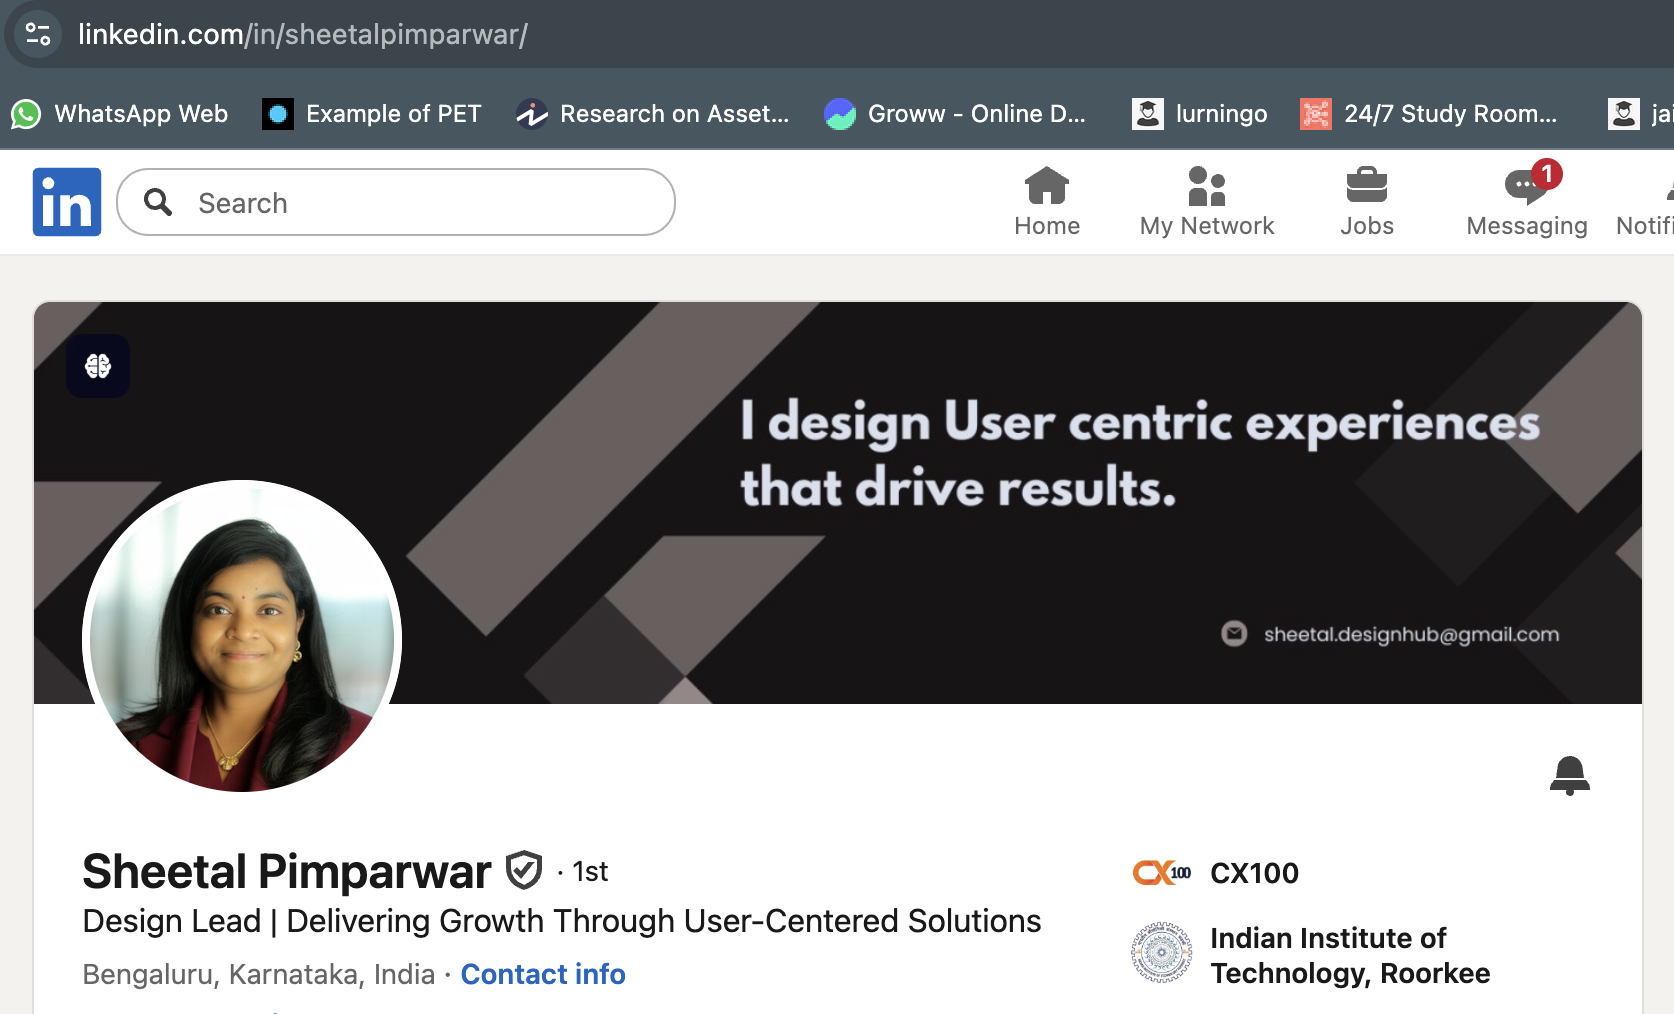 linkedin.com/in/sheetalpimparwar/
WhatsApp Web Example of PET Research on Asset... Groww - Online D... lurningo 24/7 Study Room... jai
in Search Home My Network Jobs Messaging 1 Notifi
I design User centric experiences
that drive results.
sheetal.designhub@gmail.com
Sheetal Pimparwar · 1st
Design Lead | Delivering Growth Through User-Centered Solutions
Bengaluru, Karnataka, India · Contact info
CX100 CX100
Indian Institute of
Technology, Roorkee